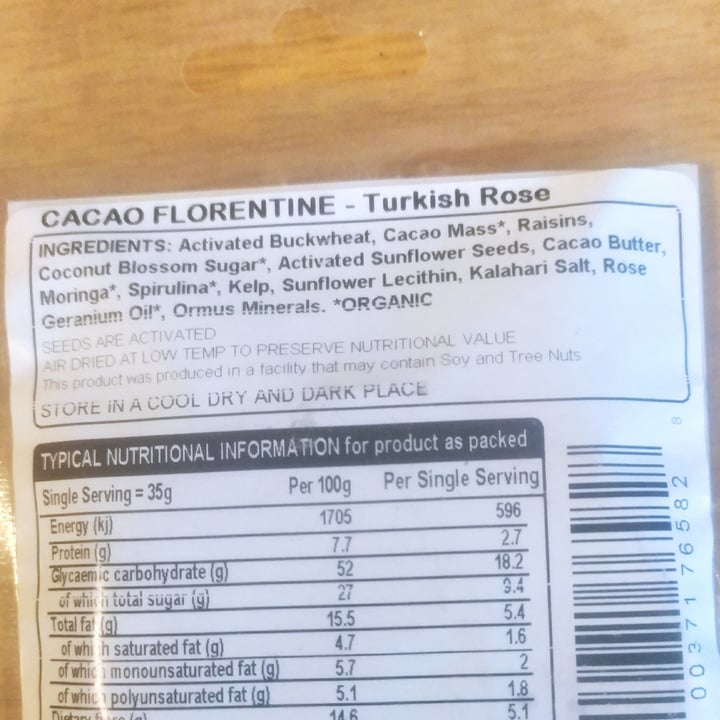 CACAO FLORENTINE - Turkish Rose
INGREDIENTS: Activated Buckwheat, Cacao Mass*, Raisins,
Coconut Blossom Sugar*, Activated Sunflower Seeds, Cacao Butter,
Moringa*, Spirulina*, Kelp, Sunflower Lecithin, Kalahari Salt, Rose
Geranium Oil*, Ormus Minerals. *ORGANIC
SEEDS ARE ACTIVATED
AIR DRIED AT LOW TEMP TO PRESERVE NUTRITIONAL VALUE
This product was produced in a facility that may contain Soy and Tree Nuts
STORE IN A COOL DRY AND DARK PLACE
TYPICAL NUTRITIONAL INFORMATION for product as packed
Single Serving = 35g Per 100g Per Single Serving
Energy (kj) 1705 596
Protein (g) 7.7 2.7
Glycaemic carbohydrate (g) 52 18.2
of which total sugar (g) 27 9.4
Total fat (g) 15.5 5.4
of which saturated fat (g) 4.7 1.6
of which monounsaturated fat (g) 5.7 2
of which polyunsaturated fat (g) 5.1 1.8
Dietary fibre (g) 14.6 5.1
00371 76582 8